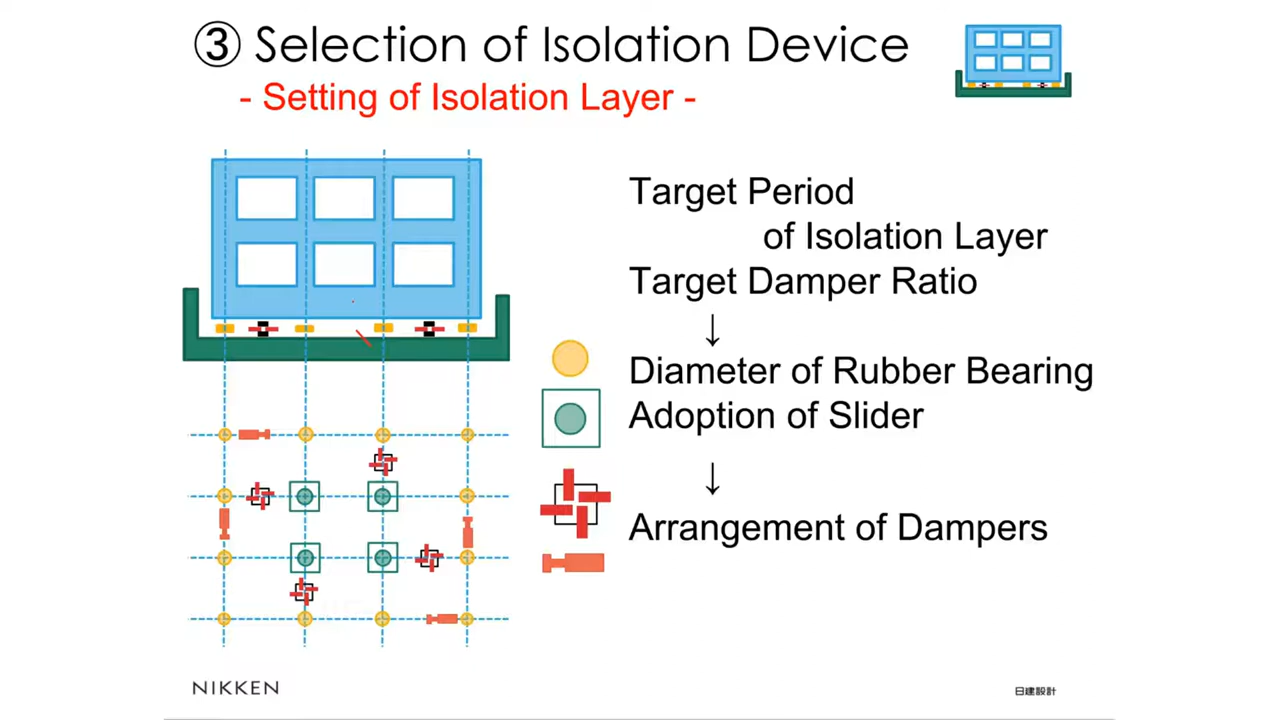 ③ Selection of Isolation Device
- Setting of Isolation Layer -
Target Period
of Isolation Layer
Target Damper Ratio
↓
Diameter of Rubber Bearing
Adoption of Slider
↓
Arrangement of Dampers
NIKKEN
日建設計